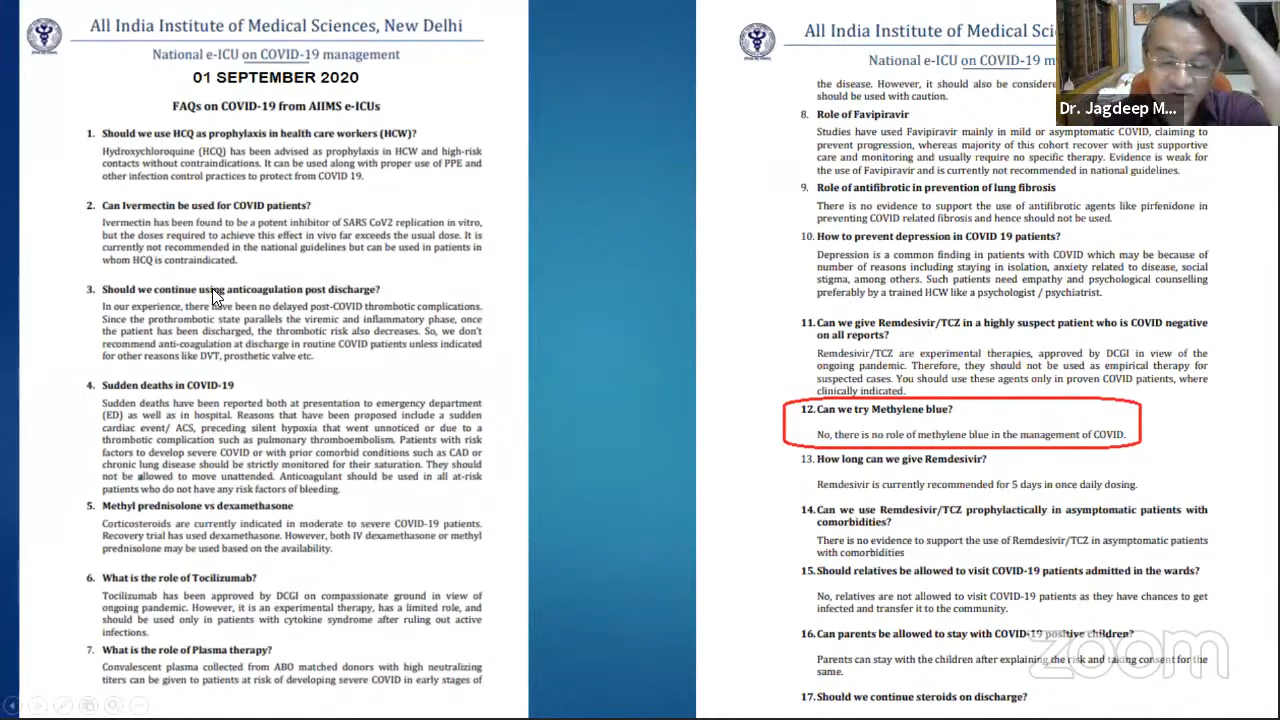 All India Institute of Medical Sciences, New Delhi
National e-ICU on COVID-19 management
01 SEPTEMBER 2020
FAQs on COVID-19 from AIIMS e-ICUs
1. Should we use HCQ as prophylaxis in health care workers (HCW)?
Hydroxychloroquine (HCQ) has been advised as prophylaxis in HCW and high-risk
contacts without contraindications. It can be used along with proper use of PPE and
other infection control practices to protect from COVID 19.
2. Can Ivermectin be used for COVID patients?
Ivermectin has been found to be a potent inhibitor of SARS CoV2 replication in vitro,
but the doses required to achieve this effect in vivo far exceeds the usual dose. It is
currently not recommended in the national guidelines but can be used in patients in
whom HCQ is contraindicated.
3. Should we continue using anticoagulation post discharge?
In our experience, there have been no delayed post-COVID thrombotic complications.
Since the prothrombotic state parallels the viremic and inflammatory phase, once
the patient has been discharged, the thrombotic risk also decreases. So, we don't
recommend anti-coagulation at discharge in routine COVID patients unless indicated
for other reasons like DVT, prosthetic valve etc.
4. Sudden deaths in COVID-19
Sudden deaths have been reported both at presentation to emergency department
(ED) as well as in hospital. Reasons that have been proposed include a sudden
cardiac event/ ACS, preceding silent hypoxia that went unnoticed or due to a
thrombotic complication such as pulmonary thromboembolism. Patients with risk
factors to develop severe COVID or with prior comorbid conditions such as CAD or
chronic lung disease should be strictly monitored for their saturation. They should
not be allowed to move unattended. Anticoagulant should be used in all at-risk
patients who do not have any risk factors of bleeding.
5. Methyl prednisolone vs dexamethasone
Corticosteroids are currently indicated in moderate to severe COVID-19 patients.
Recovery trial has used dexamethasone. However, both IV dexamethasone or methyl
prednisolone may be used based on the availability.
6. What is the role of Tocilizumab?
Tocilizumab has been approved by DCGI on compassionate ground in view of
ongoing pandemic. However, it is an experimental therapy, has a limited role, and
should be used only in patients with cytokine syndrome after ruling out active
infections.
7. What is the role of Plasma therapy?
Convalescent plasma collected from ABO matched donors with high neutralizing
titers can be given to patients at risk of developing severe COVID in early stages of
All India Institute of Medical Sci
National e-ICU on COVID-19 m
the disease. However, it should also be conside
should be used with caution.
8. Role of Favipiravir
Studies have used Favipiravir mainly in mild or asymptomatic COVID, claiming to
prevent progression, whereas majority of this cohort recover with just supportive
care and monitoring and usually require no specific therapy. Evidence is weak for
the use of Favipiravir and is currently not recommended in national guidelines.
9. Role of antifibrotic in prevention of lung fibrosis
There is no evidence to support the use of antifibrotic agents like pirfenidone in
preventing COVID related fibrosis and hence should not be used.
10. How to prevent depression in COVID 19 patients?
Depression is a common finding in patients with COVID which may be because of
number of reasons including staying in isolation, anxiety related to disease, social
stigma, among others. Such patients need empathy and psychological counselling
preferably by a trained HCW like a psychologist / psychiatrist.
11. Can we give Remdesivir/TCZ in a highly suspect patient who is COVID negative
on all reports?
Remdesivir/TCZ are experimental therapies, approved by DCGI in view of the
ongoing pandemic. Therefore, they should not be used as empirical therapy for
suspected cases. You should use these agents only in proven COVID patients, where
clinically indicated.
12. Can we try Methylene blue?
No, there is no role of methylene blue in the management of COVID.
13. How long can we give Remdesivir?
Remdesivir is currently recommended for 5 days in once daily dosing.
14. Can we use Remdesivir/TCZ prophylactically in asymptomatic patients with
comorbidities?
There is no evidence to support the use of Remdesivir/TCZ in asymptomatic patients
with comorbidities
15. Should relatives be allowed to visit COVID-19 patients admitted in the wards?
No, relatives are not allowed to visit COVID-19 patients as they have chances to get
infected and transfer it to the community.
16. Can parents be allowed to stay with COVID-19 positive children?
Parents can stay with the children after explaining the risk and taking consent for the
same.
17. Should we continue steroids on discharge?
Dr. Jagdeep M...
zoom